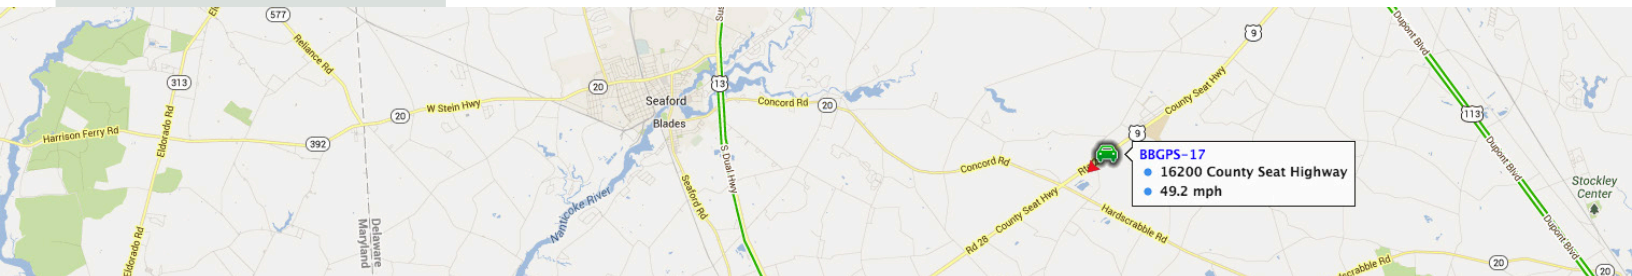 577
Reliance Rd
313
Eldorado Rd
Harrison Ferry Rd
392
20
W Stein Hwy
20
Seaford
Blades
13
Sus
Concord Rd
20
S Dual Hwy
Seaford Rd
Nanticoke River
Delaware
Maryland
Eldorado Rd
Concord Rd
Hardscrabble Rd
Rd 28
County Seat Hwy
9
County Seat Hwy
9
BBGPS-17
16200 County Seat Highway
49.2 mph
Dupont Blvd
113
Dupont Blvd
Dupont Blvd
Stockley
Center
scrabble Rd
20
20